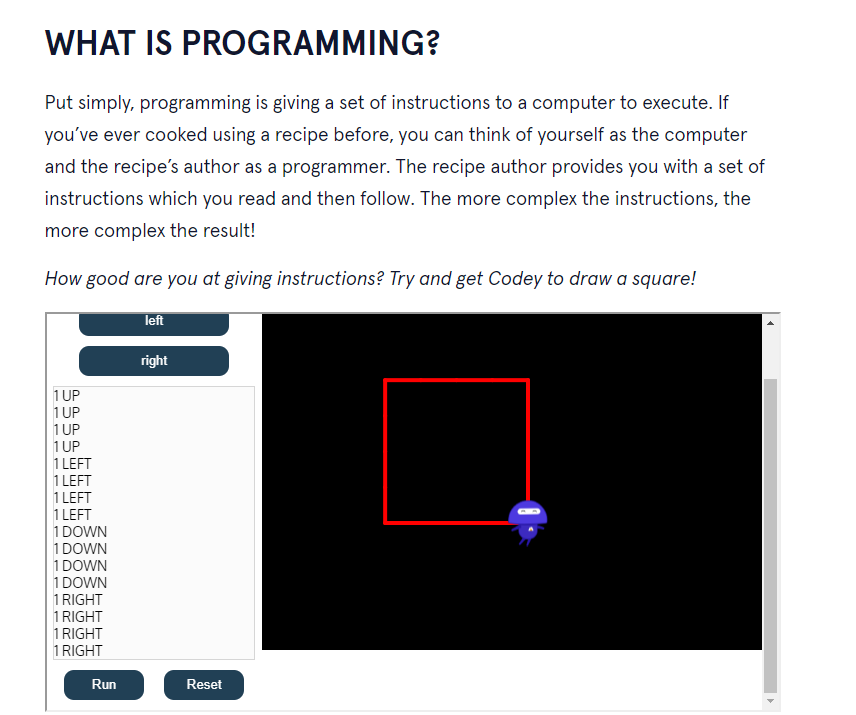 WHAT IS PROGRAMMING?
Put simply, programming is giving a set of instructions to a computer to execute. If
you’ve ever cooked using a recipe before, you can think of yourself as the computer
and the recipe’s author as a programmer. The recipe author provides you with a set of
instructions which you read and then follow. The more complex the instructions, the
more complex the result!
How good are you at giving instructions? Try and get Codey to draw a square!
left
right
1 UP
1 UP
1 UP
1 UP
1 LEFT
1 LEFT
1 LEFT
1 LEFT
1 DOWN
1 DOWN
1 DOWN
1 DOWN
1 RIGHT
1 RIGHT
1 RIGHT
1 RIGHT
Run Reset